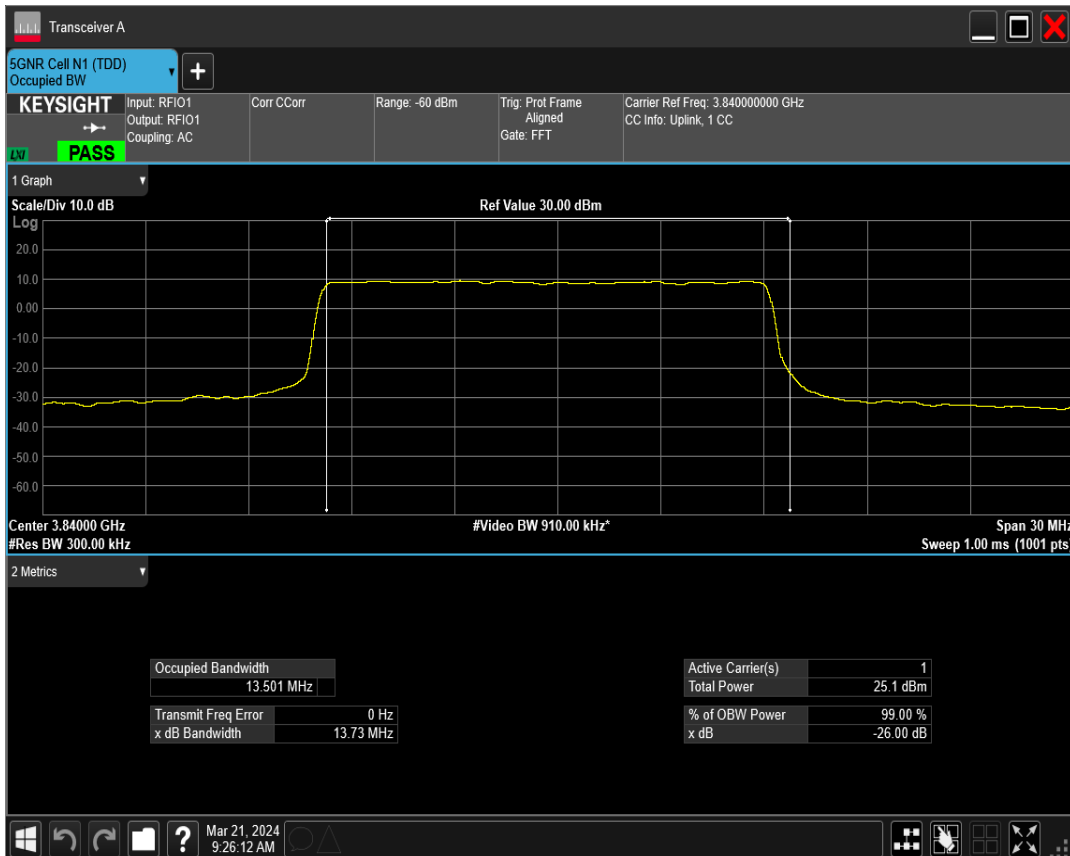 Transceiver A
5GNR Cell N1 (TDD)
Occupied BW
+
KEYSIGHT
LXI
PASS
Input: RFIO1
Output: RFIO1
Coupling: AC
Corr CCorr
Range: -60 dBm
Trig: Prot Frame
Aligned
Gate: FFT
Carrier Ref Freq: 3.840000000 GHz
CC Info: Uplink, 1 CC
1 Graph
Scale/Div 10.0 dB
Ref Value 30.00 dBm
Log
20.0
10.0
0.00
-10.0
-20.0
-30.0
-40.0
-50.0
-60.0
Center 3.84000 GHz
#Video BW 910.00 kHz*
Span 30 MHz
#Res BW 300.00 kHz
Sweep 1.00 ms (1001 pts)
2 Metrics
Occupied Bandwidth
13.501 MHz
Transmit Freq Error 0 Hz
x dB Bandwidth 13.73 MHz
Active Carrier(s) 1
Total Power 25.1 dBm
% of OBW Power 99.00 %
x dB -26.00 dB
?
Mar 21, 2024
9:26:12 AM